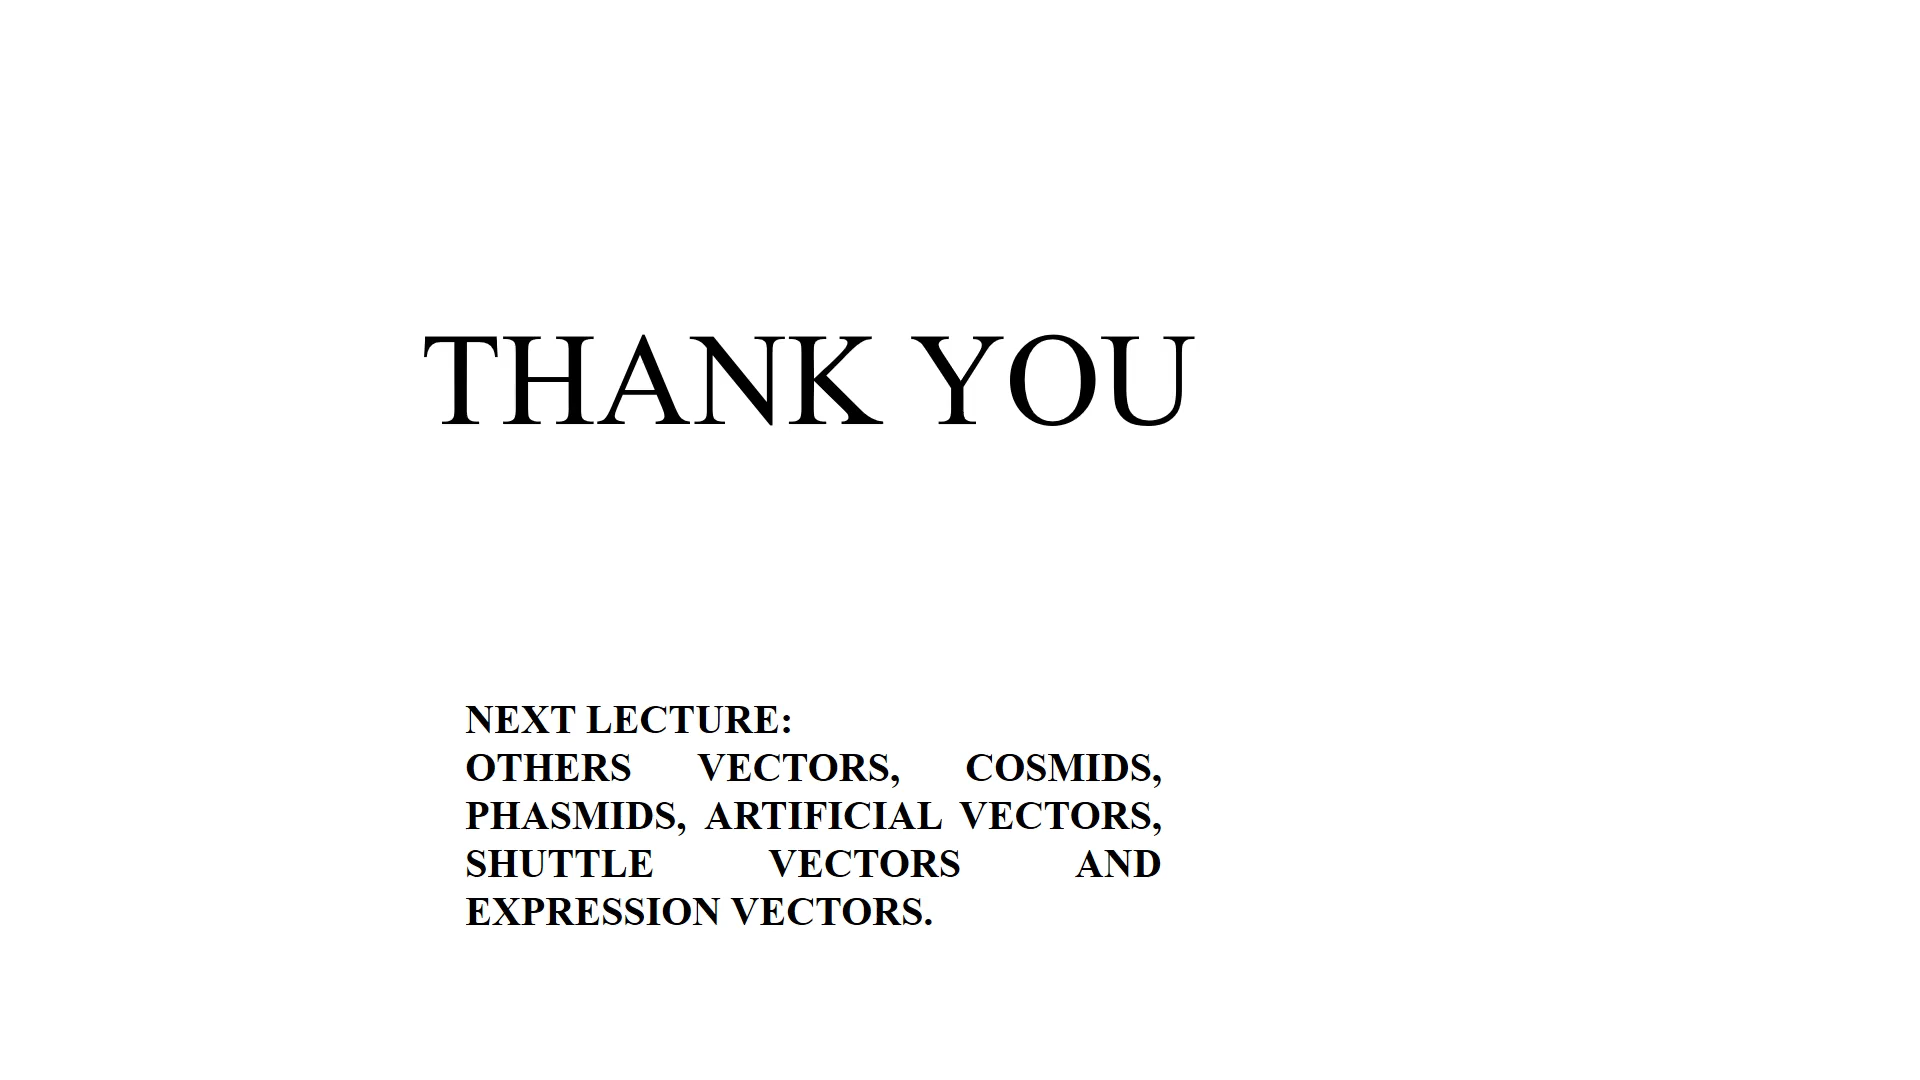 THANK YOU
NEXT LECTURE:
OTHERS VECTORS, COSMIDS,
PHASMIDS, ARTIFICIAL VECTORS,
SHUTTLE VECTORS AND
EXPRESSION VECTORS.